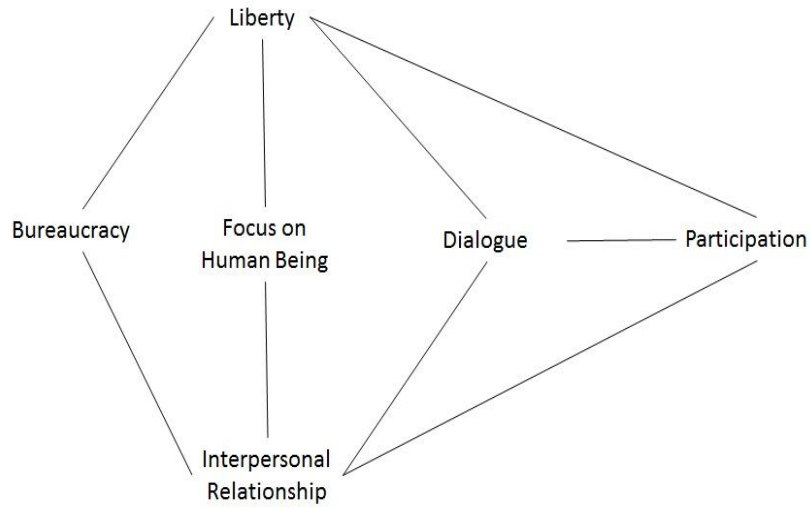 Liberty
Bureaucracy
Focus on
Human Being
Dialogue
Participation
Interpersonal
Relationship